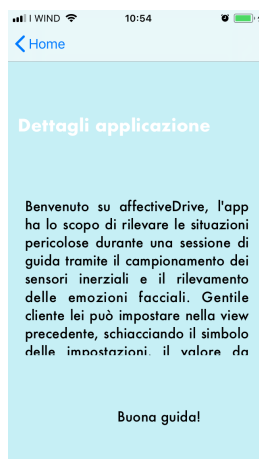 I WIND 10:54
Home
Dettagli applicazione
Benvenuto su affectiveDrive, l'app
ha lo scopo di rilevare le situazioni
pericolose durante una sessione di
guida tramite il campionamento dei
sensori inerziali e il rilevamento
delle emozioni facciali. Gentile
cliente lei può impostare nella view
precedente, schiacciando il simbolo
delle impostazioni, il valore da
Buona guida!